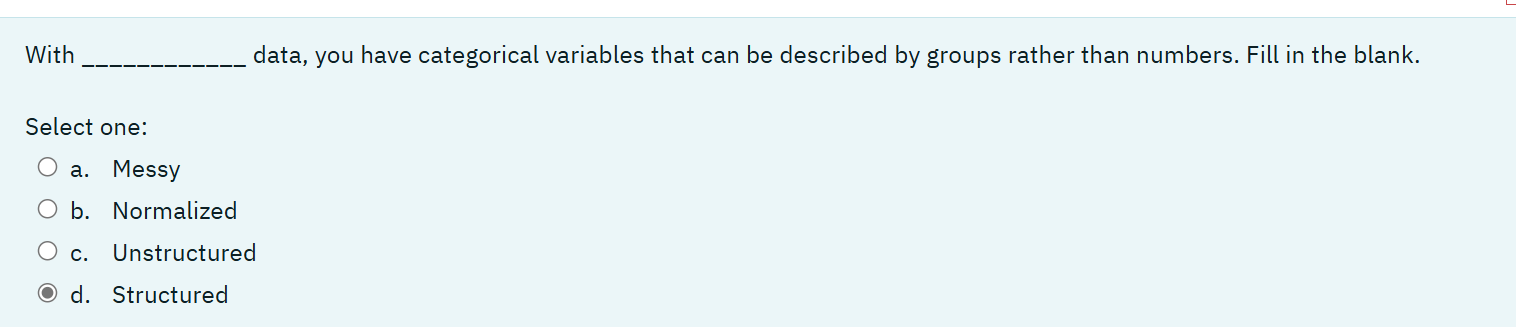 With _____________ data, you have categorical variables that can be described by groups rather than numbers. Fill in the blank.
Select one:
a. Messy
b. Normalized
c. Unstructured
d. Structured